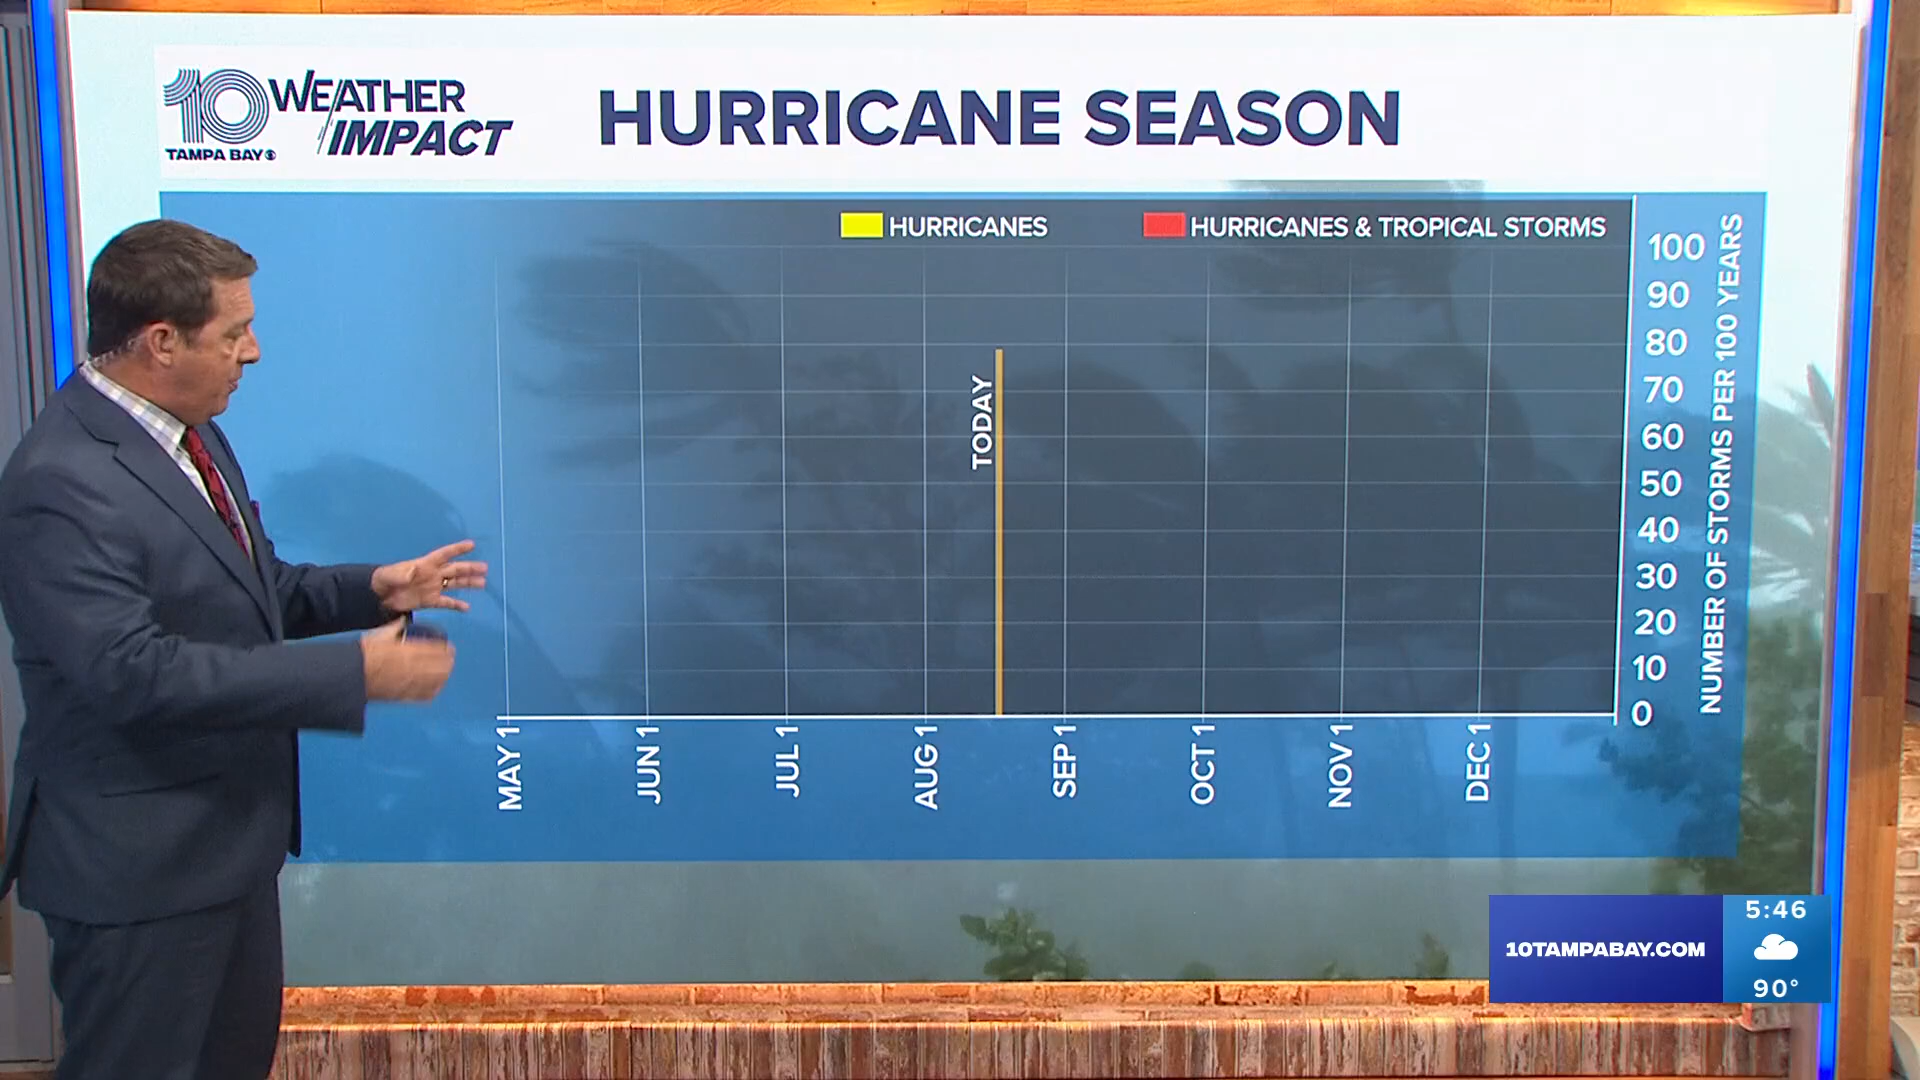 10 WEATHER
IMPACT
TAMPA BAY
HURRICANE SEASON
HURRICANES
HURRICANES & TROPICAL STORMS
100
90
80
70
60
50
40
30
20
10
0
NUMBER OF STORMS PER 100 YEARS
TODAY
MAY 1
JUN 1
JUL 1
AUG 1
SEP 1
OCT 1
NOV 1
DEC 1
10TAMPABAY.COM
5:46
90°